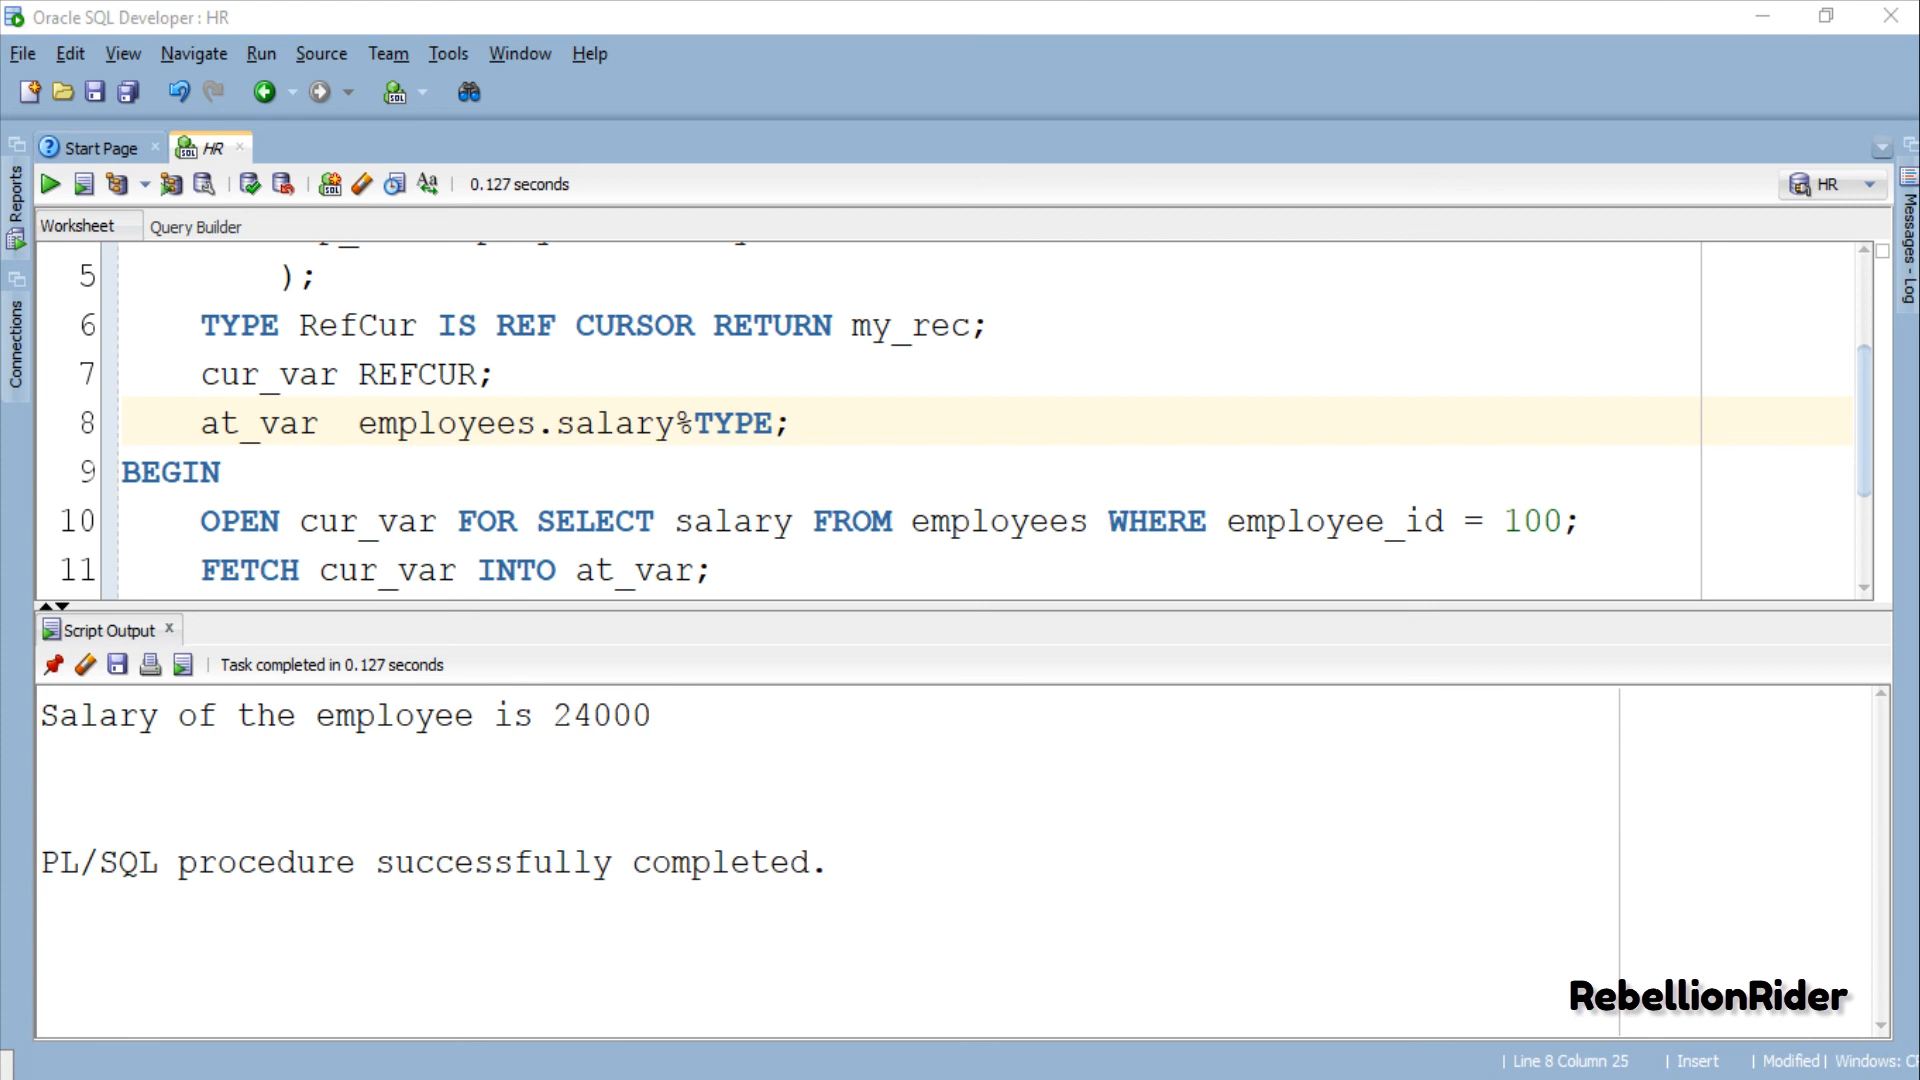 Oracle SQL Developer : HR
File Edit View Navigate Run Source Team Tools Window Help
Start Page HR
0.127 seconds
HR
Reports
Connections
Messages - Log
Worksheet Query Builder
5 );
6 TYPE RefCur IS REF CURSOR RETURN my_rec;
7 cur_var REFCUR;
8 at_var employees.salary%TYPE;
9 BEGIN
10 OPEN cur_var FOR SELECT salary FROM employees WHERE employee_id = 100;
11 FETCH cur_var INTO at_var;
Script Output
Task completed in 0.127 seconds
Salary of the employee is 24000
PL/SQL procedure successfully completed.
RebellionRider
| Line 8 Column 25 | Insert | Modified | Windows: